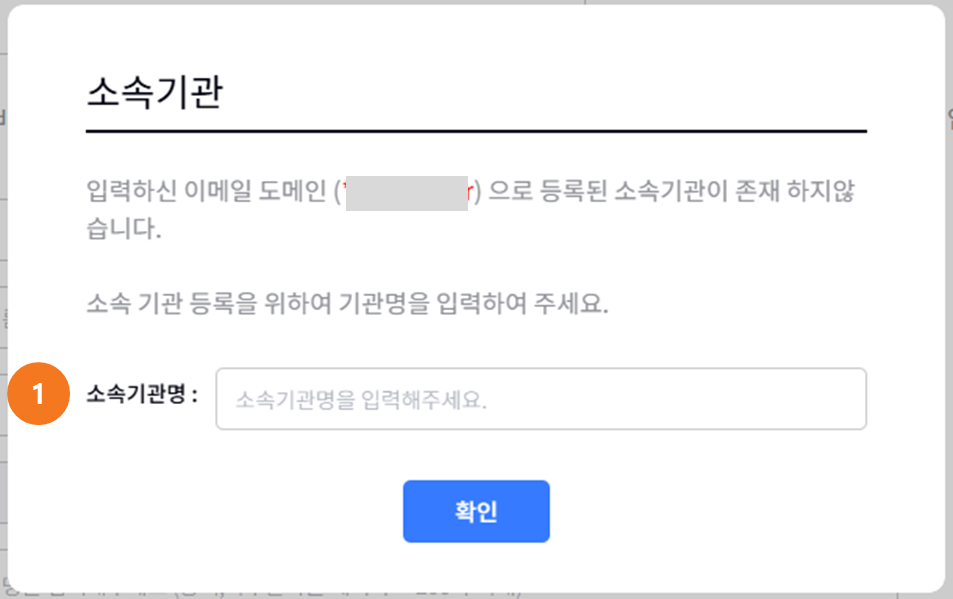 소속기관
입력하신 이메일 도메인 ( r) 으로 등록된 소속기관이 존재 하지않
습니다.
소속 기관 등록을 위하여 기관명을 입력하여 주세요.
1
소속기관명 :
소속기관명을 입력해주세요.
확인